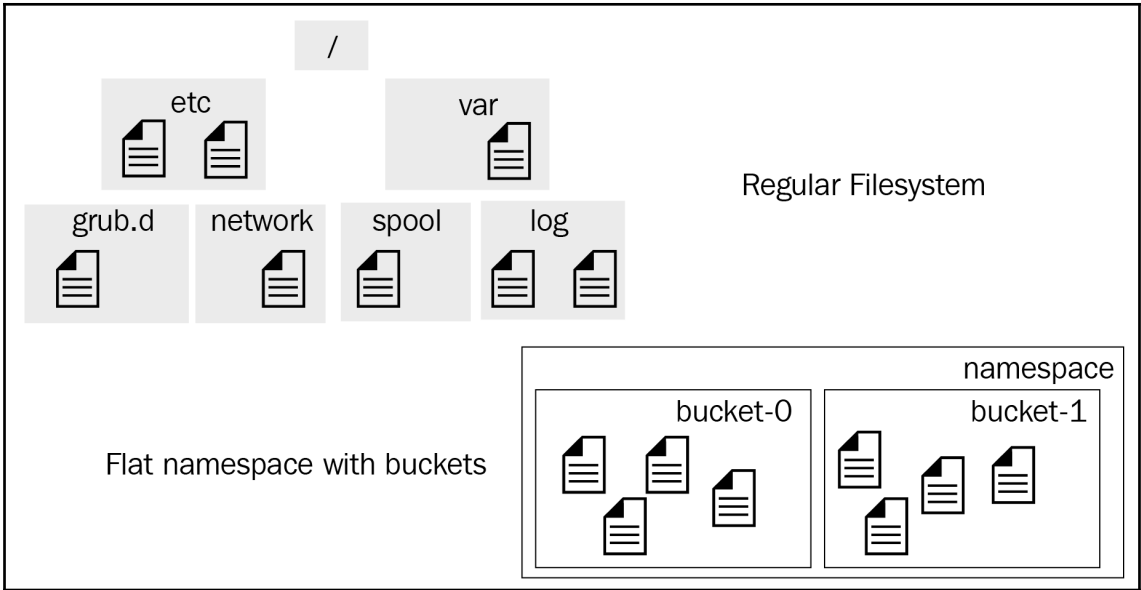 /
etc
var
Regular Filesystem
grub.d
network
spool
log
namespace
bucket-0
bucket-1
Flat namespace with buckets